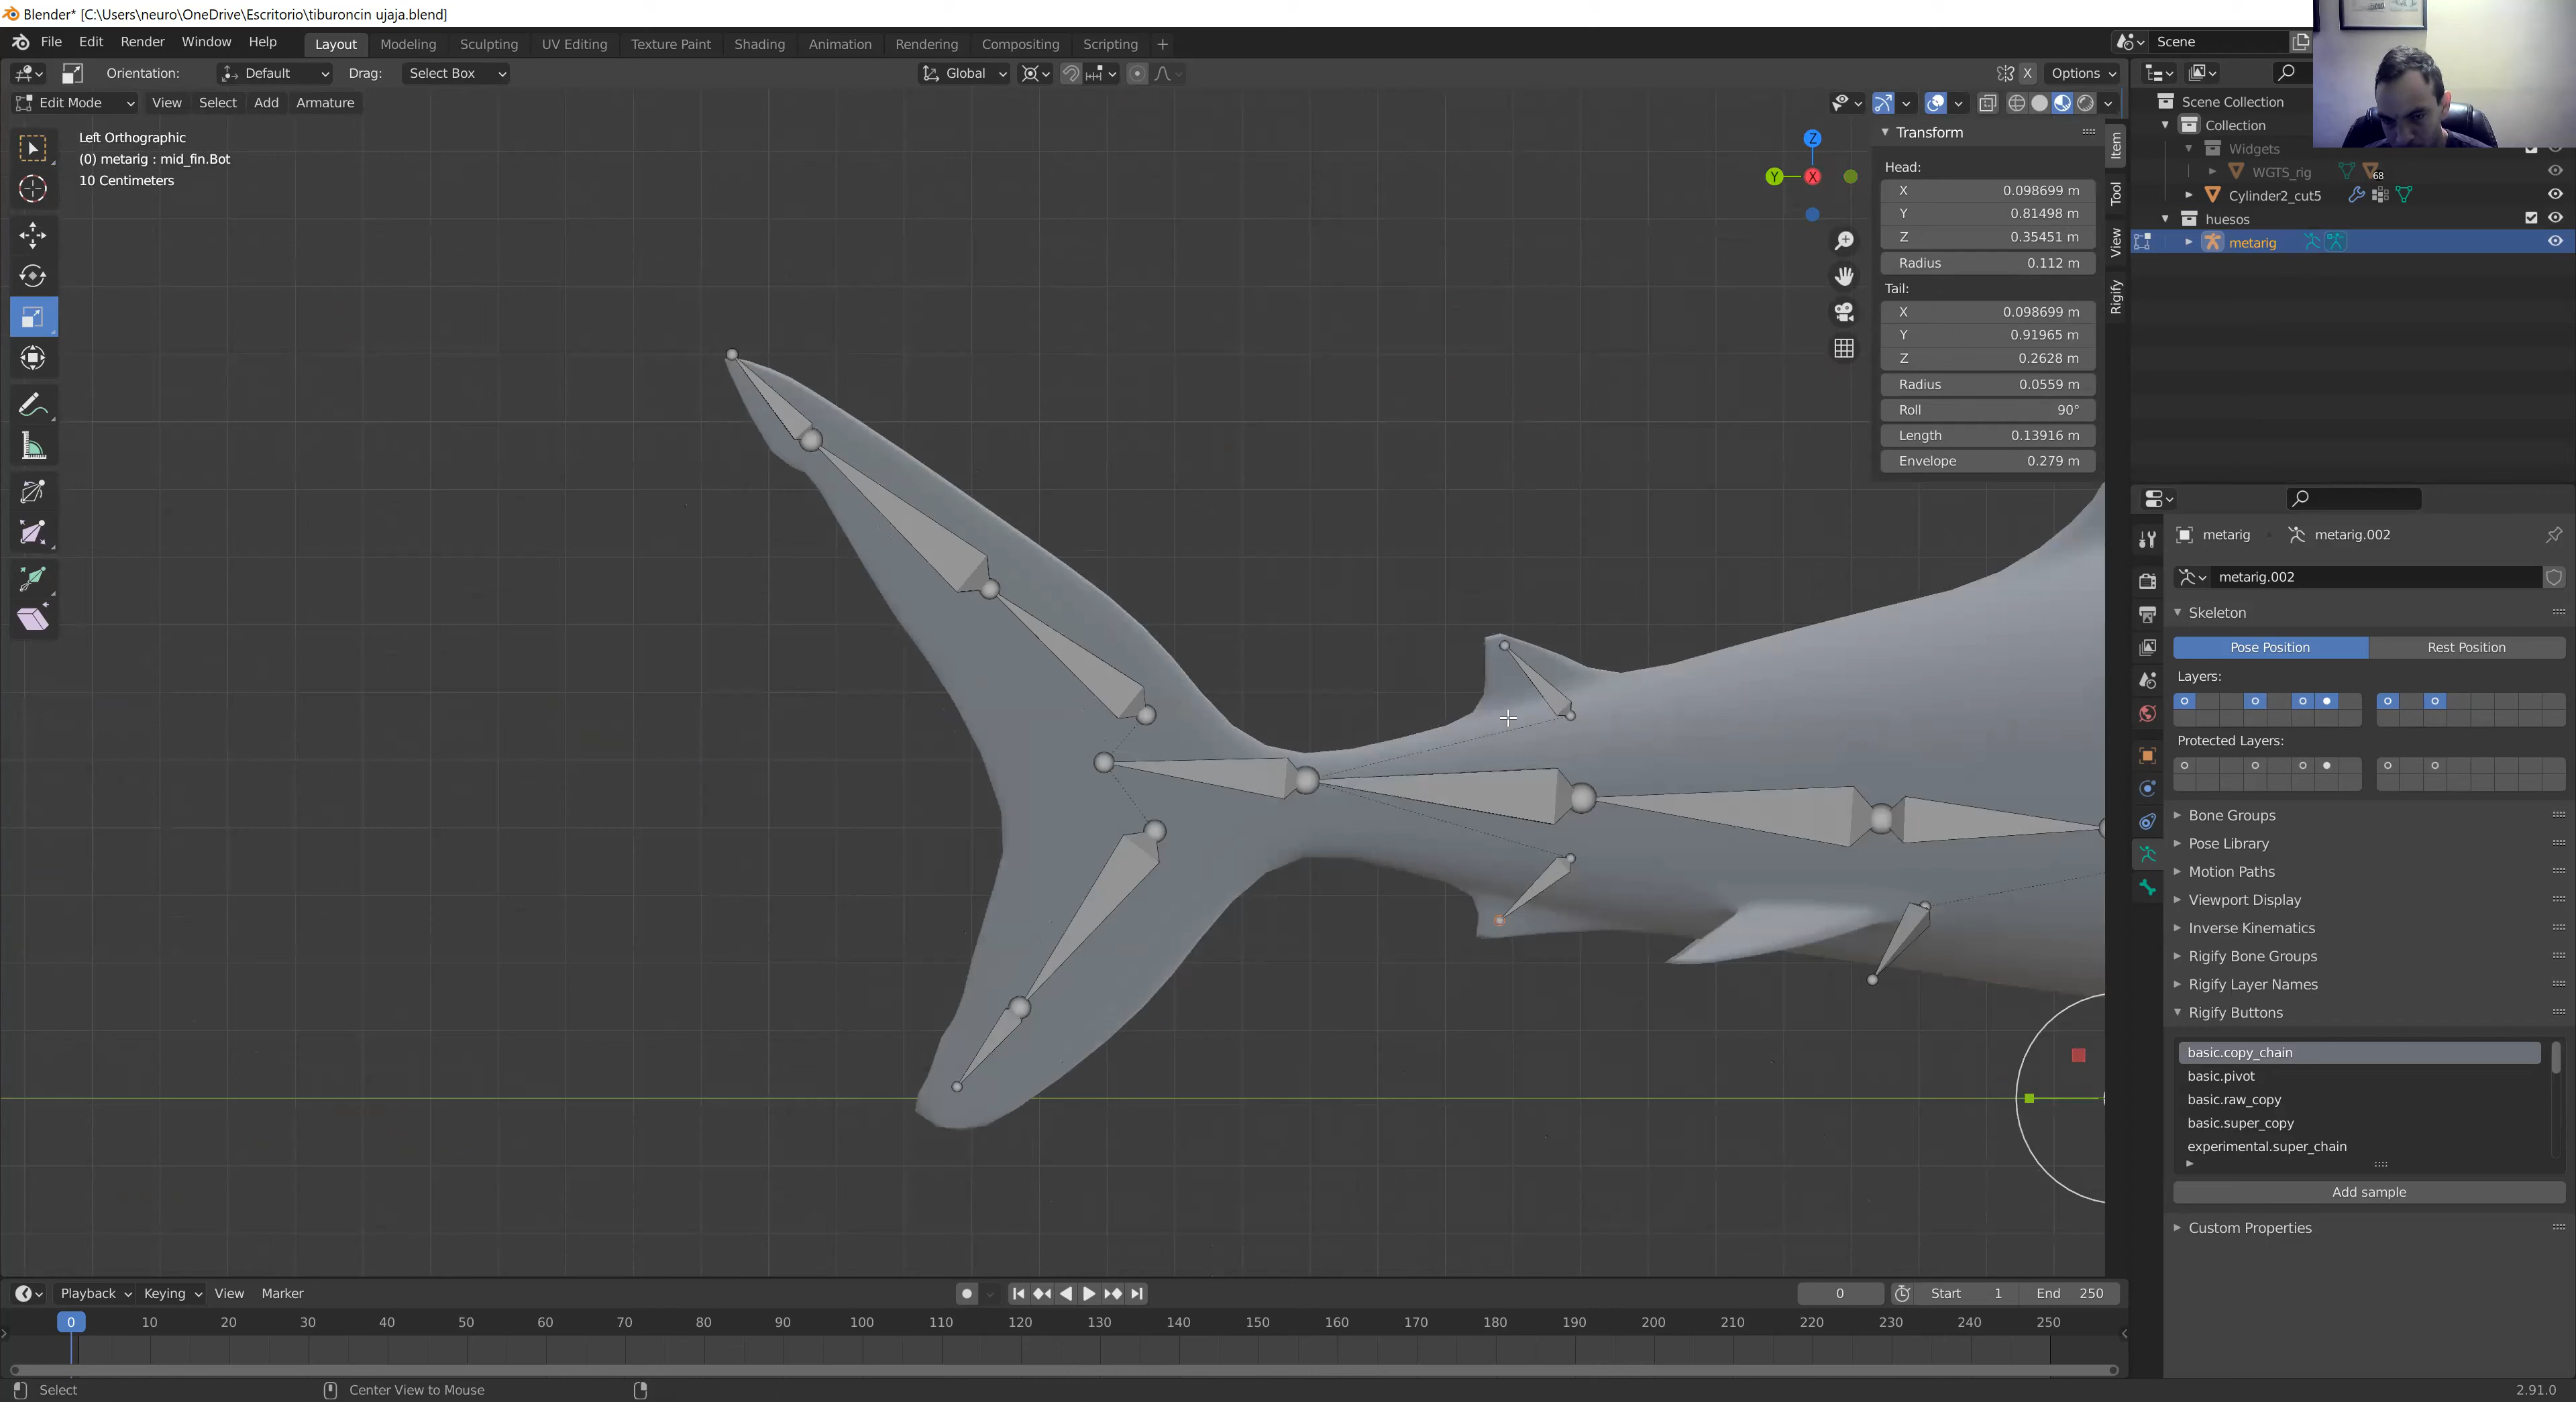 Blender* [C:\Users\neuro\OneDrive\Escritorio\tiburoncin ujaja.blend]
File Edit Render Window Help Layout Modeling Sculpting UV Editing Texture Paint Shading Animation Rendering Compositing Scripting + Scene
Orientation: Default Drag: Select Box Global X Options
Edit Mode View Select Add Armature
Left Orthographic
(0) metarig : mid_fin.Bot
10 Centimeters
Z
Y
X
Transform
Head:
X 0.098699 m
Y 0.81498 m
Z 0.35451 m
Radius 0.112 m
Tail:
X 0.098699 m
Y 0.91965 m
Z 0.2628 m
Radius 0.0559 m
Roll 90°
Length 0.13916 m
Envelope 0.279 m
Item
Tool
View
Rigify
Scene Collection
Collection
Widgets
WGTS_rig 68
Cylinder2_cut5
huesos
metarig
metarig metarig.002
metarig.002
Skeleton
Pose Position Rest Position
Layers:
Protected Layers:
Bone Groups
Pose Library
Motion Paths
Viewport Display
Inverse Kinematics
Rigify Bone Groups
Rigify Layer Names
Rigify Buttons
basic.copy_chain
basic.pivot
basic.raw_copy
basic.super_copy
experimental.super_chain
Add sample
Custom Properties
Playback Keying View Marker 0 Start 1 End 250
0 10 20 30 40 50 60 70 80 90 100 110 120 130 140 150 160 170 180 190 200 210 220 230 240 250
Select Center View to Mouse 2.91.0